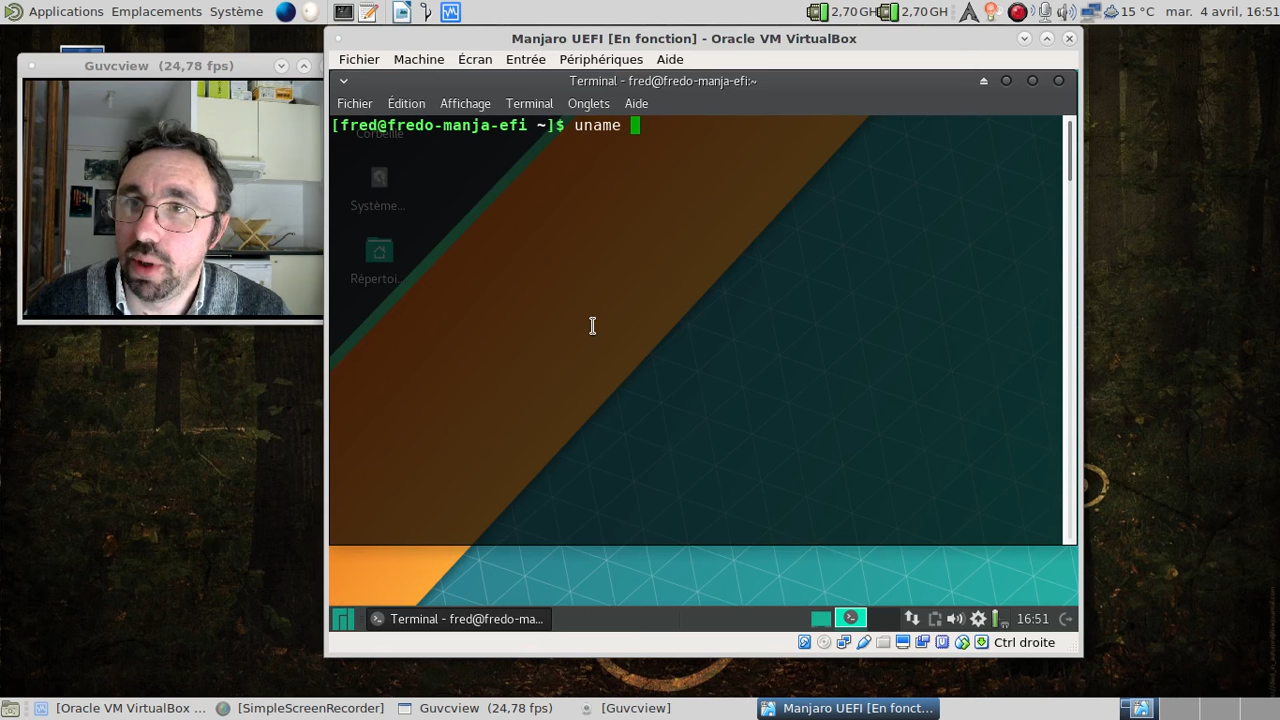 Applications Emplacements Système 2,70 GH 2,70 GH 15 °C mar. 4 avril, 16:51
Guvcview (24,78 fps)
Manjaro UEFI [En fonction] - Oracle VM VirtualBox
Fichier Machine Écran Entrée Périphériques Aide
Terminal - fred@fredo-manja-efi:~
Fichier Édition Affichage Terminal Onglets Aide
[fred@fredo-manja-efi ~]$ uname
Corbeille
Système...
Répertoi...
Terminal - fred@fredo-ma... 16:51
Ctrl droite
[Oracle VM VirtualBox ... [SimpleScreenRecorder] Guvcview (24,78 fps) [Guvcview] Manjaro UEFI [En fonct...